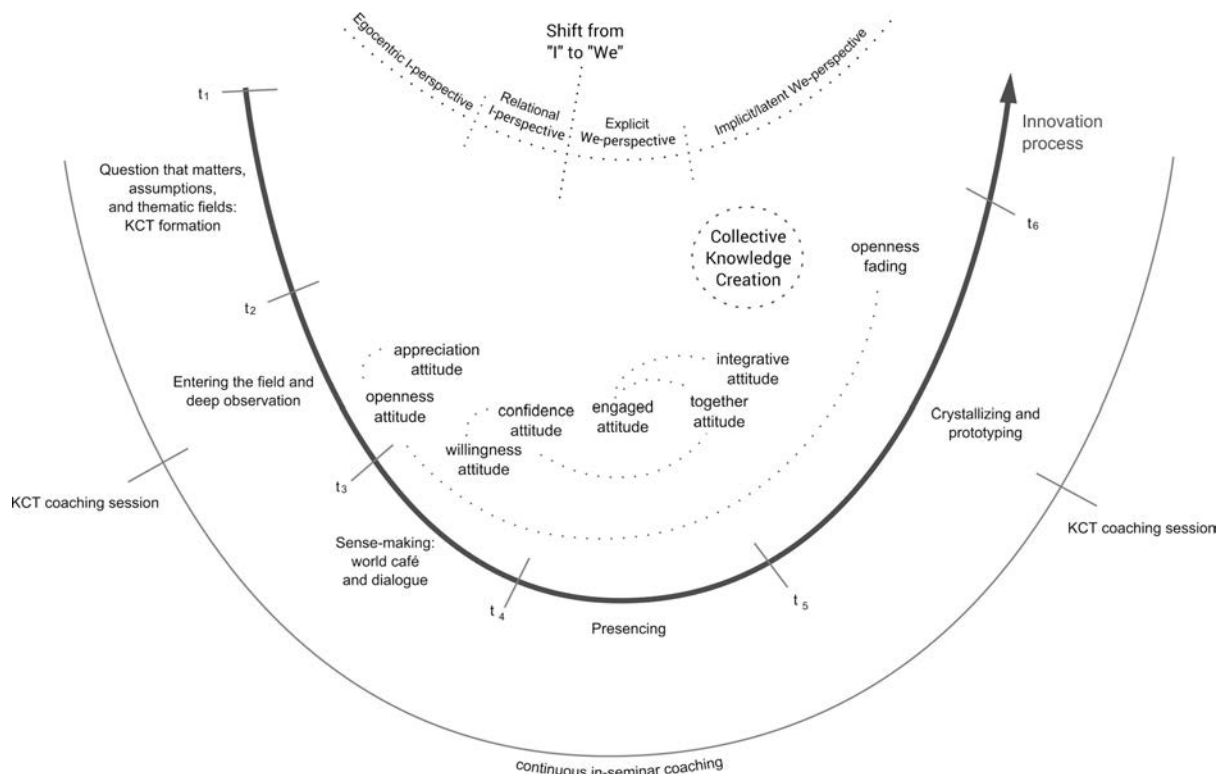 Shift from
"I" to "We"
Egocentric I-perspective
Relational
I-perspective
Explicit
We-perspective
Implicit/latent We-perspective
t1
Innovation
process
Question that matters,
assumptions,
and thematic fields:
KCT formation
t6
Collective
Knowledge
Creation
openness
fading
t2
appreciation
attitude
integrative
attitude
Entering the field and
deep observation
openness
attitude
confidence
attitude
engaged
attitude
together
attitude
Crystallizing and
prototyping
willingness
attitude
t3
KCT coaching session
KCT coaching session
Sense-making:
world café
and dialogue
t4
t5
Presencing
continuous in-seminar coaching